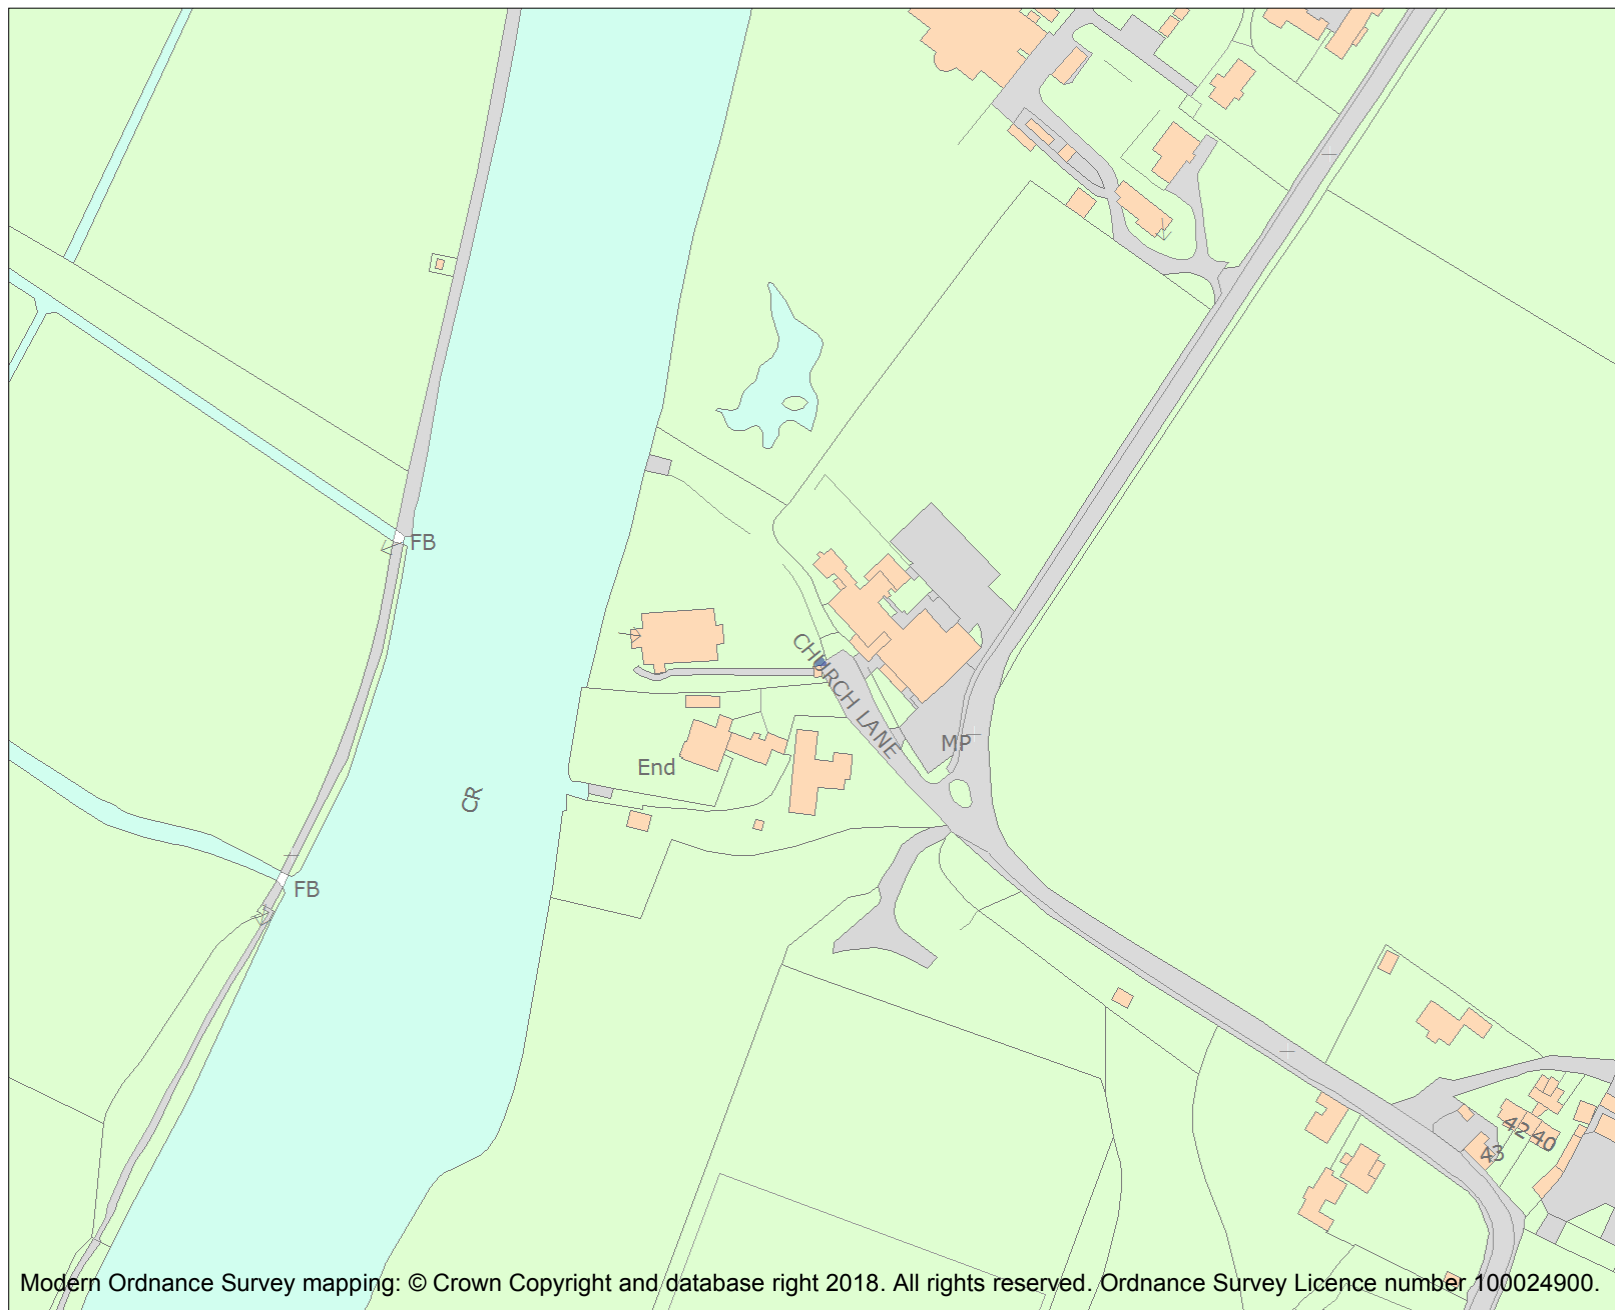 FB
CHURCH LANE
MP
End
CR
FB
42
40
43
Modern Ordnance Survey mapping: © Crown Copyright and database right 2018. All rights reserved. Ordnance Survey Licence number 100024900.